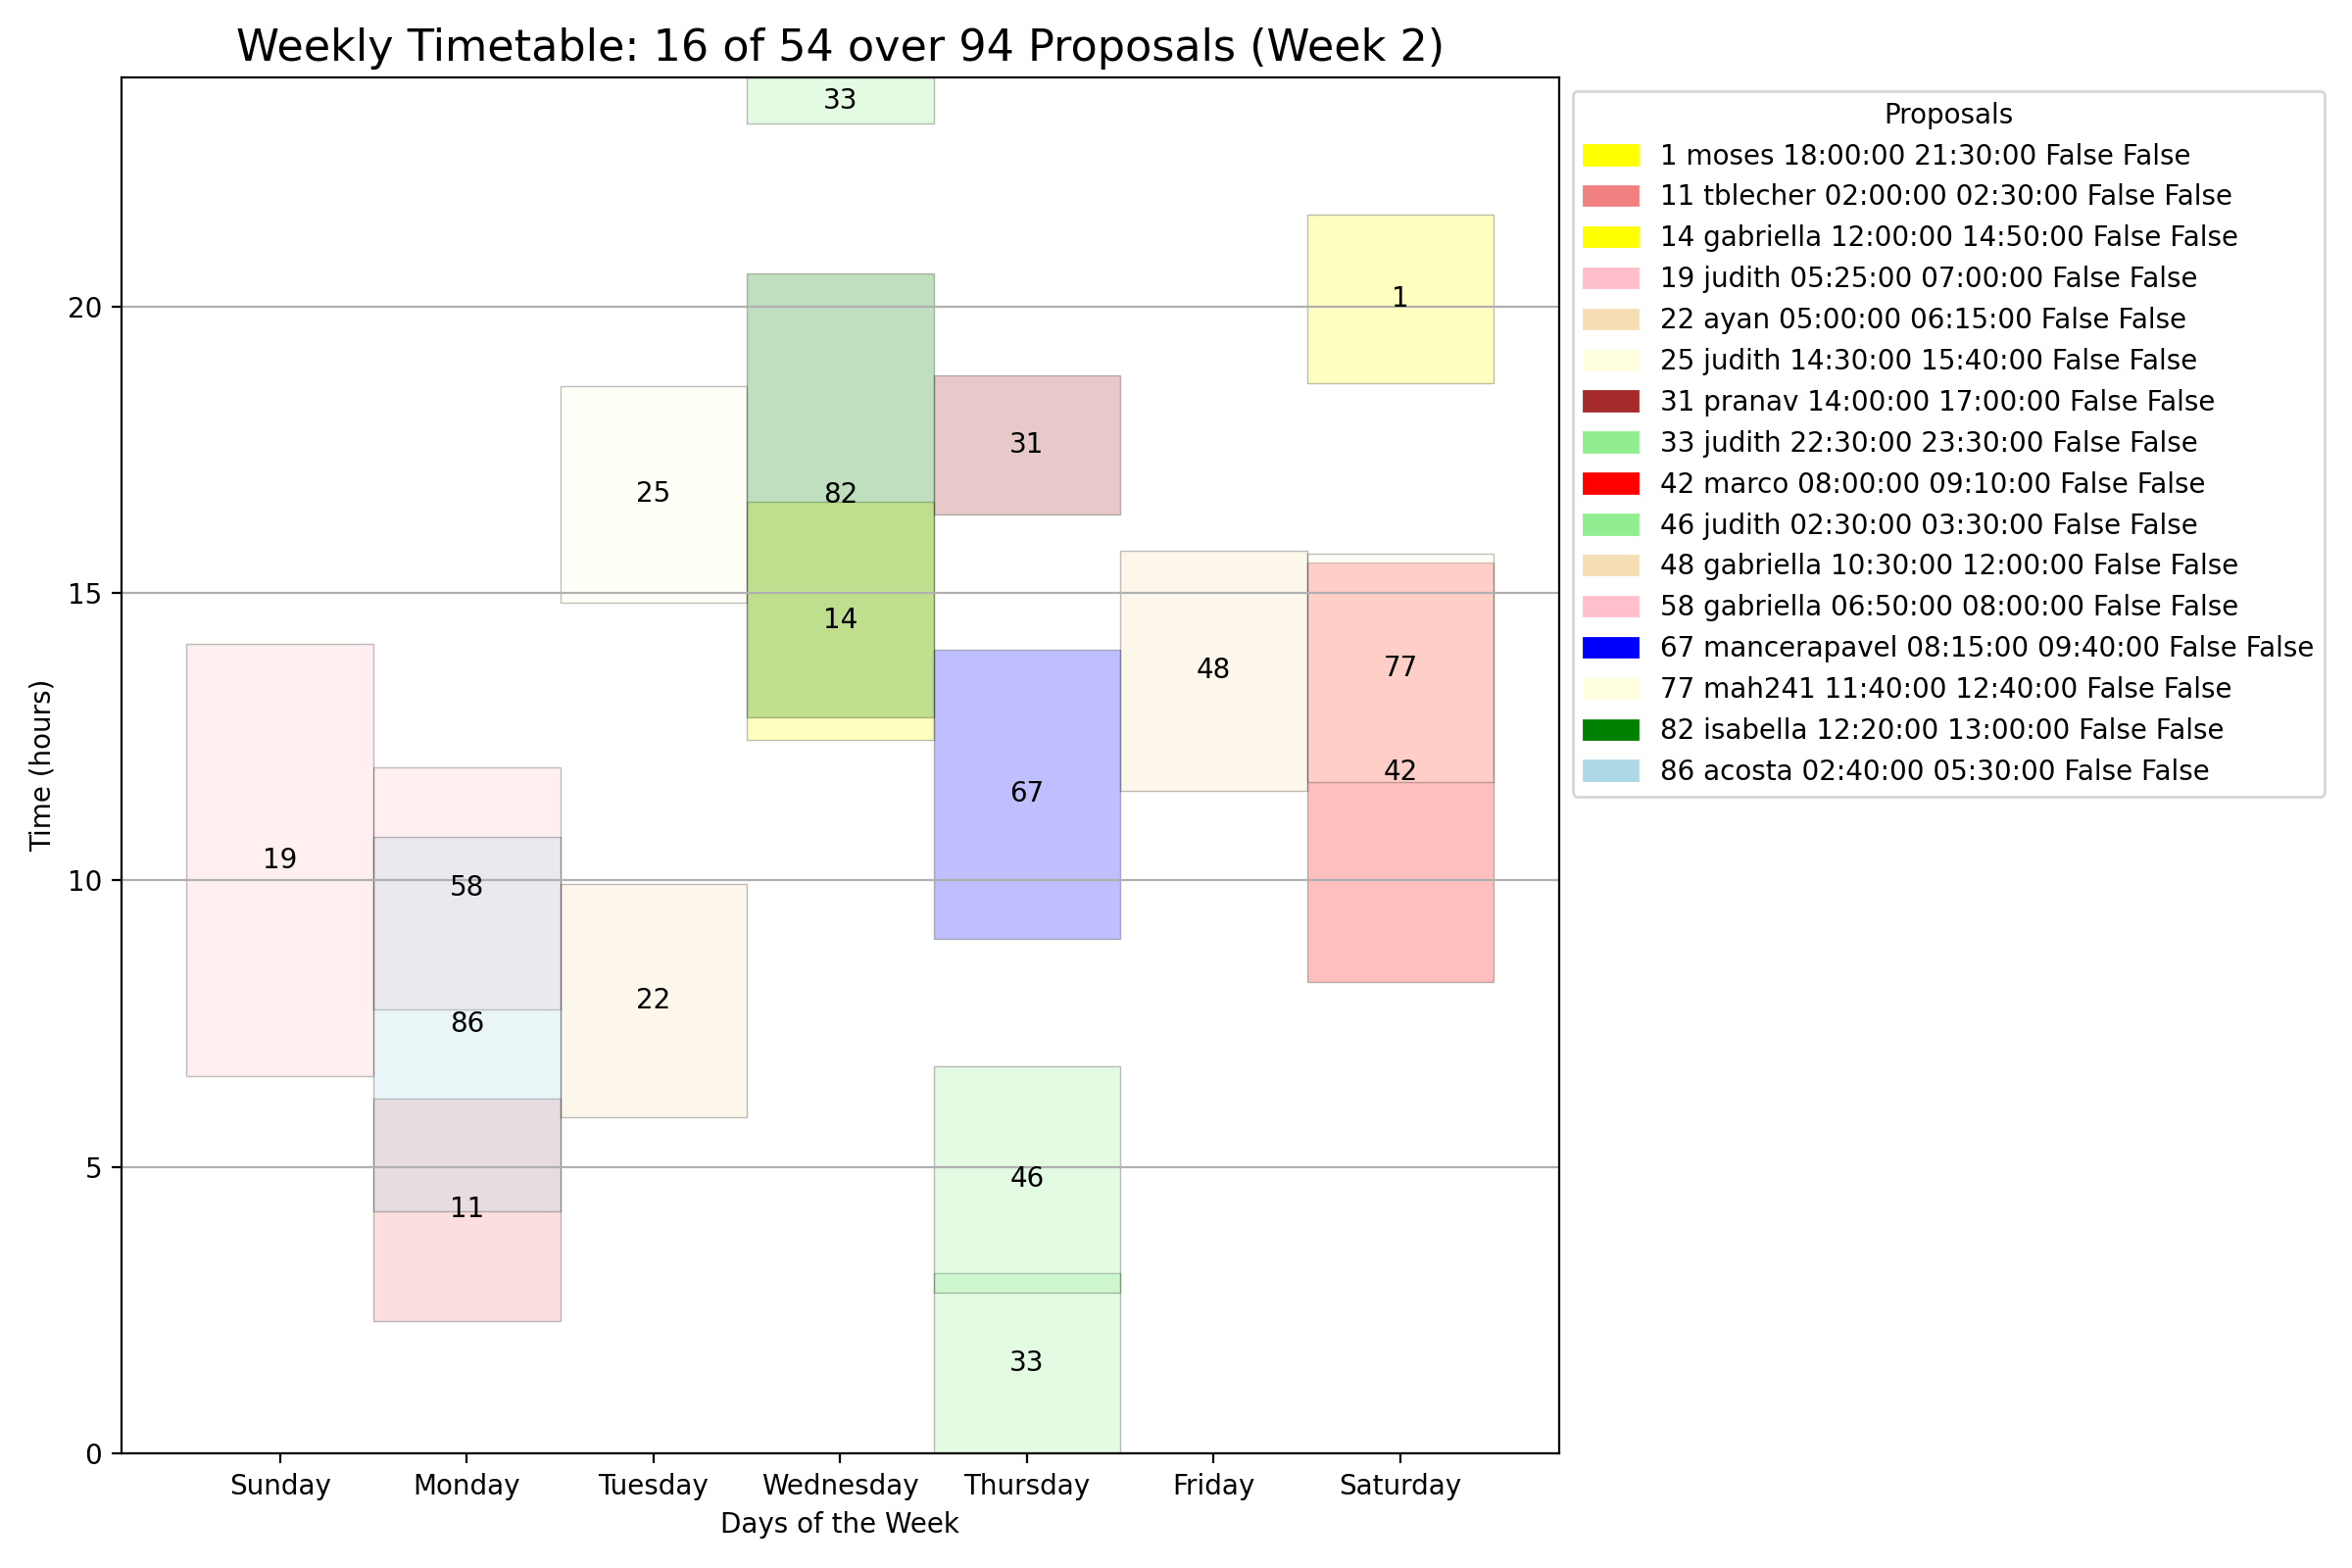 Weekly Timetable: 16 of 54 over 94 Proposals (Week 2)
33
1
20
82
31
25
15
14
77
48
42
67
19
10
58
22
86
46
5
11
33
0
Time (hours)
Sunday Monday Tuesday Wednesday Thursday Friday Saturday
Days of the Week
Proposals
1 moses 18:00:00 21:30:00 False False
11 tblecher 02:00:00 02:30:00 False False
14 gabriella 12:00:00 14:50:00 False False
19 judith 05:25:00 07:00:00 False False
22 ayan 05:00:00 06:15:00 False False
25 judith 14:30:00 15:40:00 False False
31 pranav 14:00:00 17:00:00 False False
33 judith 22:30:00 23:30:00 False False
42 marco 08:00:00 09:10:00 False False
46 judith 02:30:00 03:30:00 False False
48 gabriella 10:30:00 12:00:00 False False
58 gabriella 06:50:00 08:00:00 False False
67 mancerapavel 08:15:00 09:40:00 False False
77 mah241 11:40:00 12:40:00 False False
82 isabella 12:20:00 13:00:00 False False
86 acosta 02:40:00 05:30:00 False False